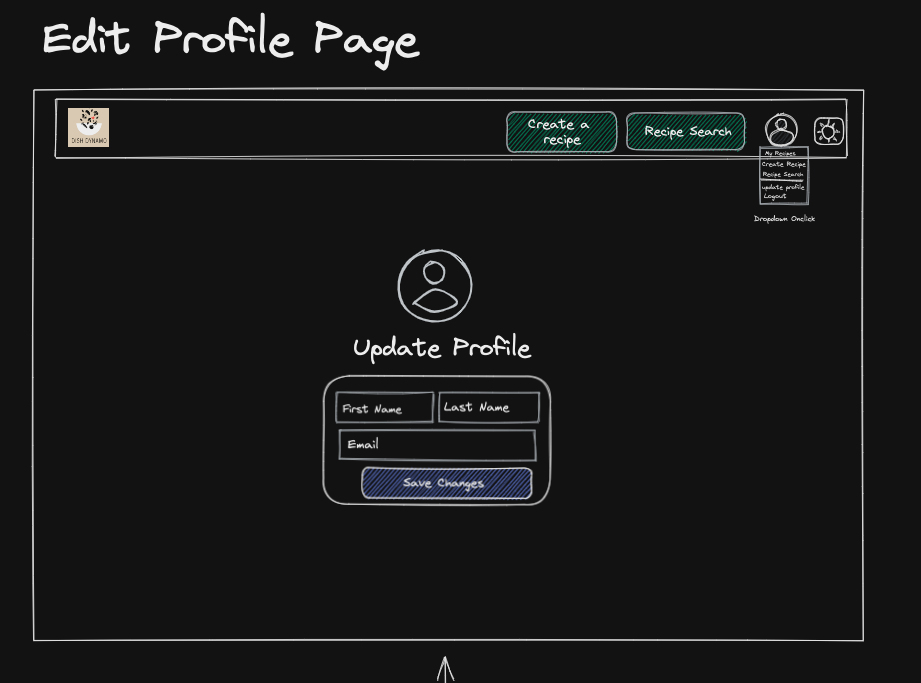 Edit Profile Page
DISH DYNAMO
Create a
recipe
Recipe Search
My Recipes
Create Recipe
Recipe Search
update profile
Logout
Dropdown Onclick
Update Profile
First Name
Last Name
Email
Save Changes